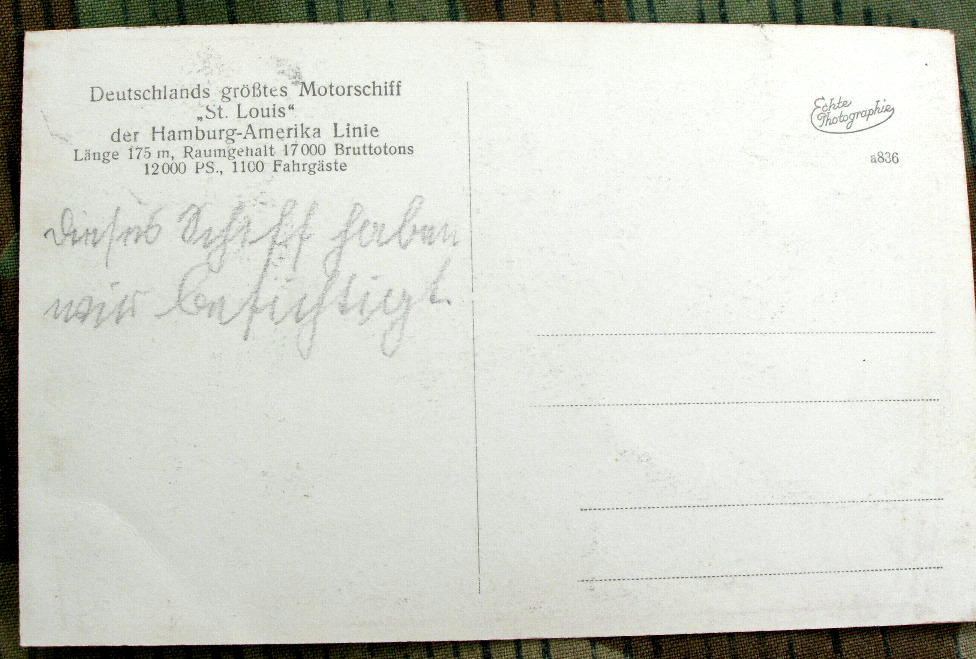 Deutschlands größtes Motorschiff
„St. Louis“
der Hamburg-Amerika Linie
Länge 175 m, Raumgehalt 17000 Bruttotons
12000 PS., 1100 Fahrgäste
Dieses Schiff haben
wir besichtigt.
Echte
Photographie
a836